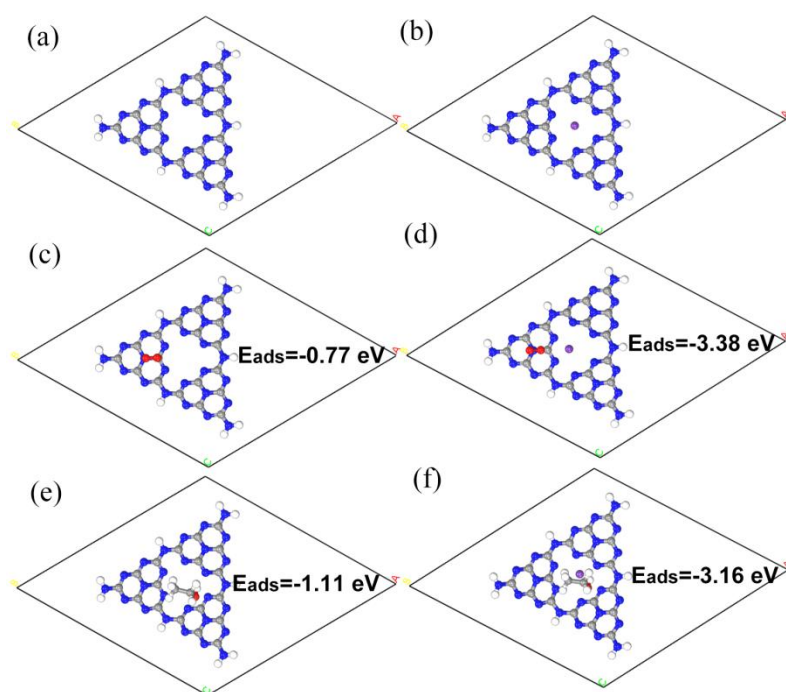 (a)
(b)
A
A
C
(c)
(d)
Eads=-0.77 eV
Eads=-3.38 eV
A
A
C
C
(e)
(f)
Eads=-1.11 eV
Eads=-3.16 eV
A
A
C
C